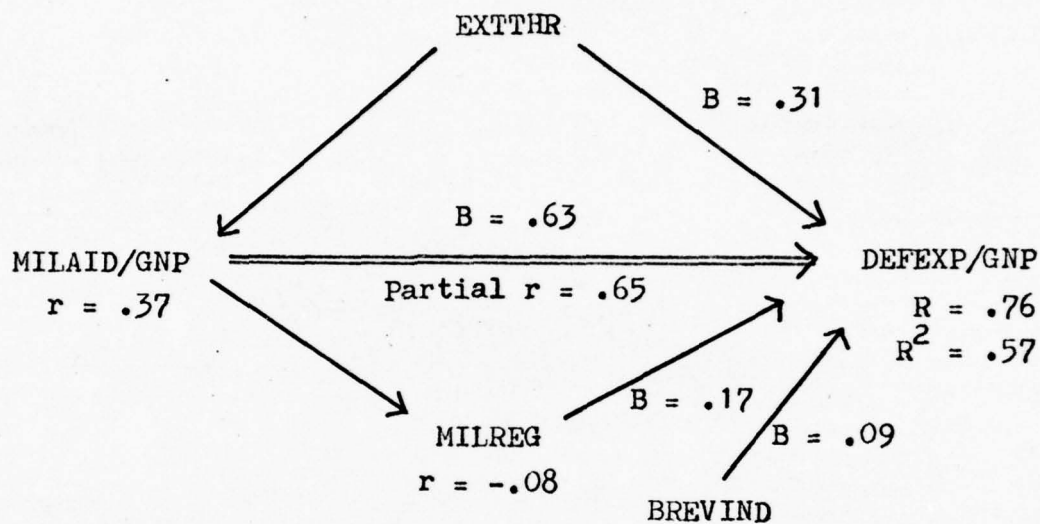 EXTTHR
B = .31
B = .63
MILAID/GNP
DEFEXP/GNP
Partial r = .65
r = .37
R = .76
R² = .57
B = .17
MILREG
B = .09
r = -.08
BREVIND